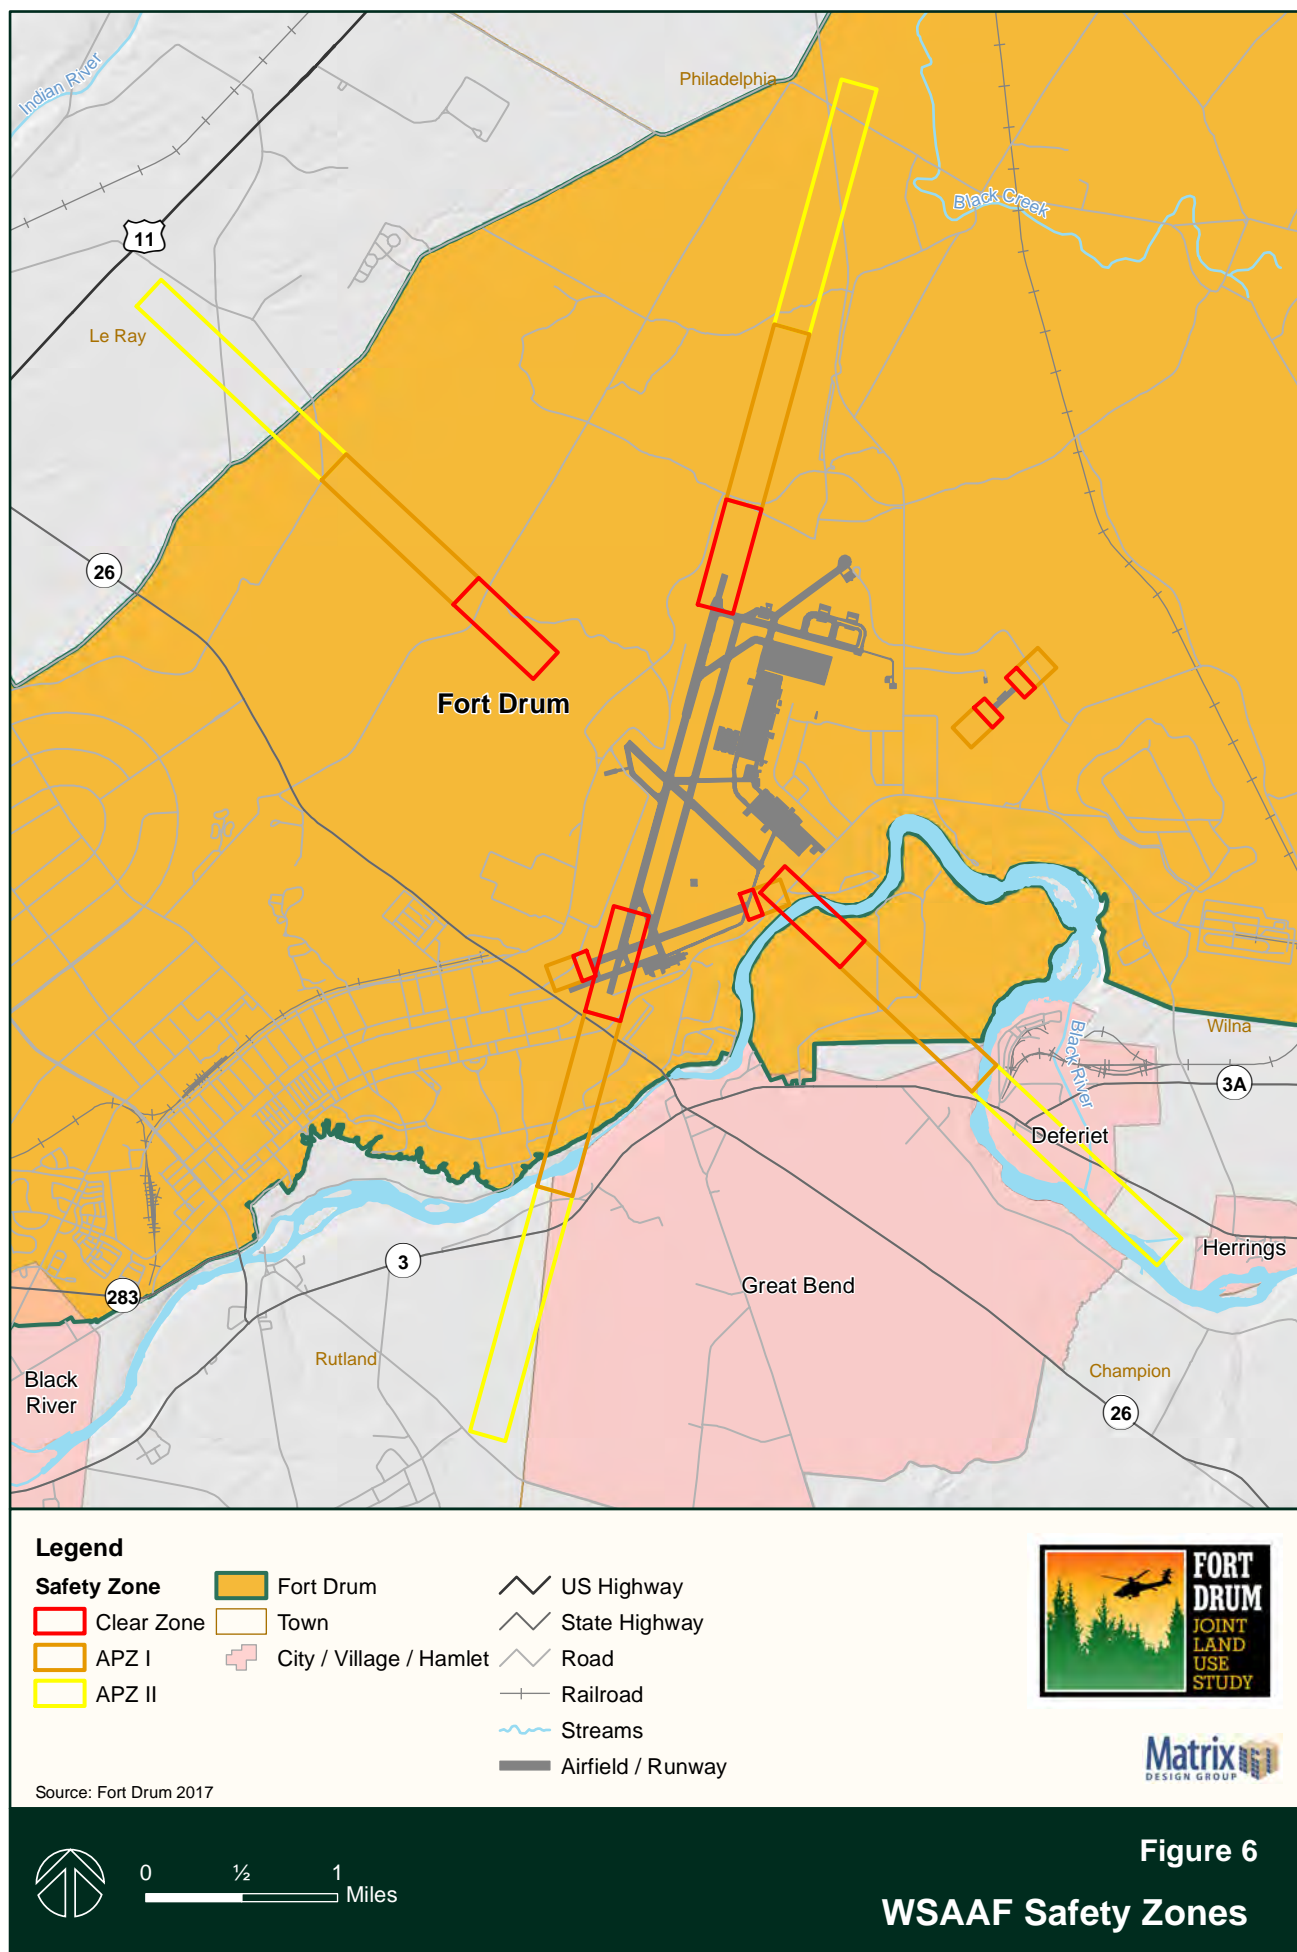 Indian River
Philadelphia
Black Creek
11
Le Ray
26
Fort Drum
Wilna
Black River
3A
Deferiet
Herrings
3
Great Bend
283
Rutland
Champion
Black
River
26
Legend
Safety Zone
Clear Zone
APZ I
APZ II
Fort Drum
Town
City / Village / Hamlet
US Highway
State Highway
Road
Railroad
Streams
Airfield / Runway
FORT
DRUM
JOINT
LAND
USE
STUDY
Matrix
DESIGN GROUP
Source: Fort Drum 2017
0 ½ 1
Miles
Figure 6
WSAAF Safety Zones